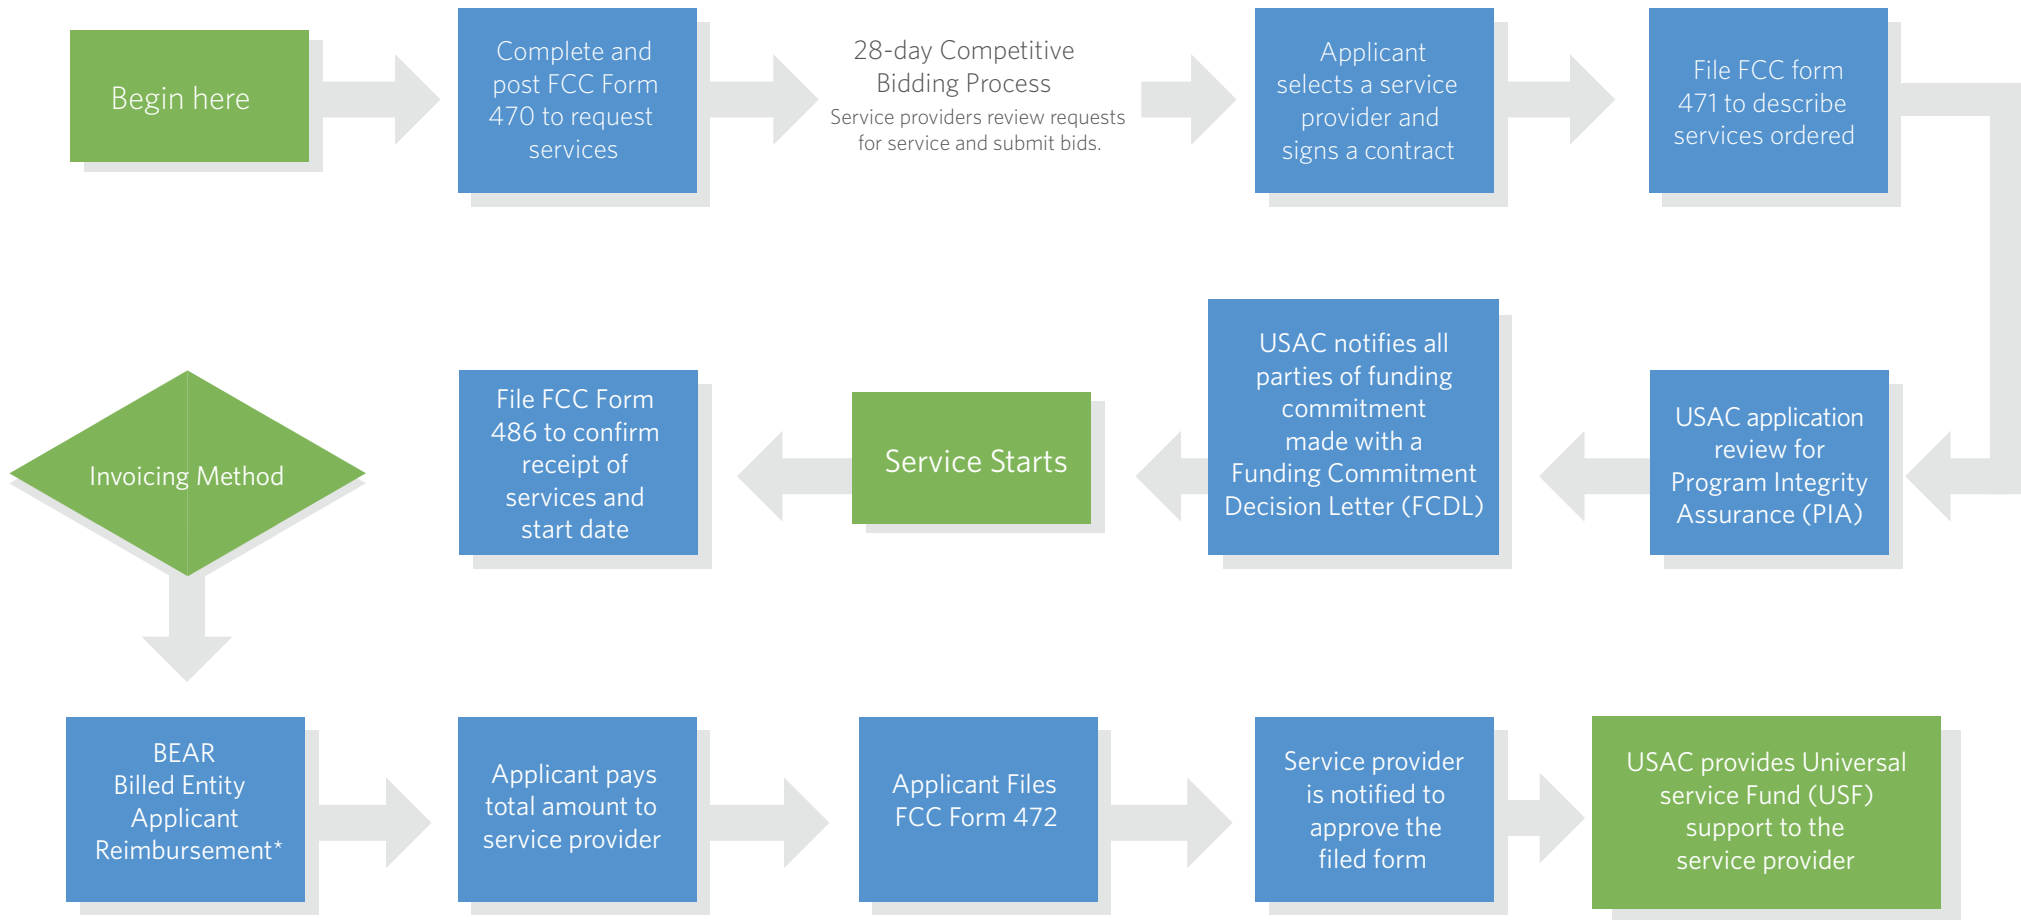 Begin here
Complete and
post FCC Form
470 to request
services
28-day Competitive
Bidding Process
Service providers review requests
for service and submit bids.
Applicant
selects a service
provider and
signs a contract
File FCC form
471 to describe
services ordered
USAC application
review for
Program Integrity
Assurance (PIA)
USAC notifies all
parties of funding
commitment
made with a
Funding Commitment
Decision Letter (FCDL)
Service Starts
File FCC Form
486 to confirm
receipt of
services and
start date
Invoicing Method
BEAR
Billed Entity
Applicant
Reimbursement*
Applicant pays
total amount to
service provider
Applicant Files
FCC Form 472
Service provider
is notified to
approve the
filed form
USAC provides Universal
service Fund (USF)
support to the
service provider